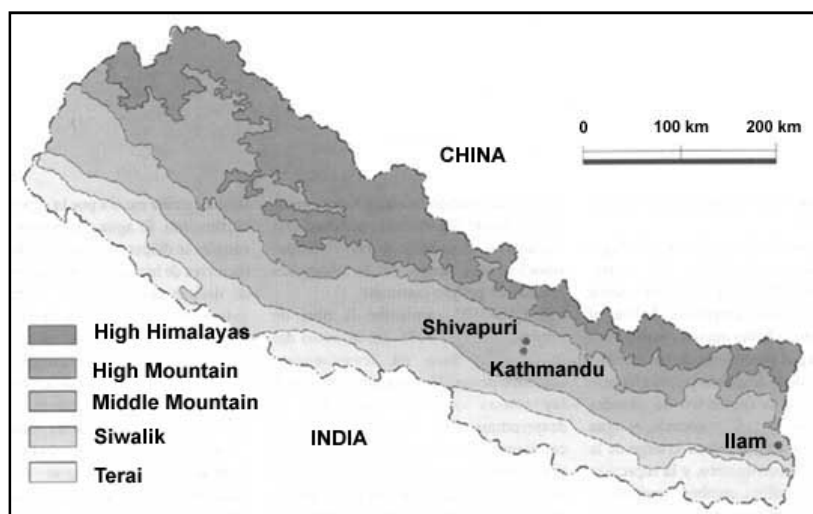 0 100 km 200 km
CHINA
Shivapuri
Kathmandu
Ilam
INDIA
High Himalayas
High Mountain
Middle Mountain
Siwalik
Terai